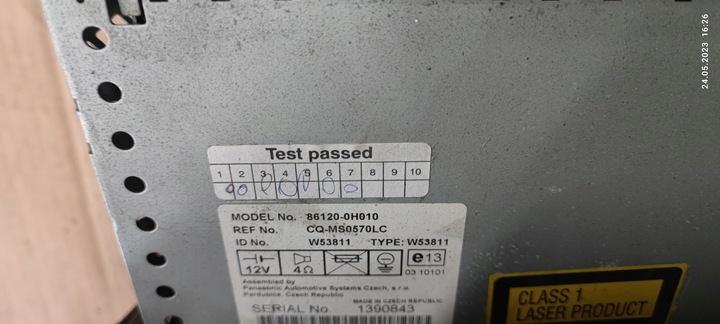 24.05.2023 16:26
Test passed
1 2 3 4 5 6 7 8 9 10
MODEL No. 86120-0H010
REF No. CQ-MS0570LC
ID No. W53811 TYPE: W53811
12V 4Ω e13
03 10101
Assembled by
Panasonic Automotive Systems Czech, s.r.o.
Pardubice, Czech Republic
MADE IN CZECH REPUBLIC
SERIAL No. 1390843
CLASS 1
LASER PRODUCT